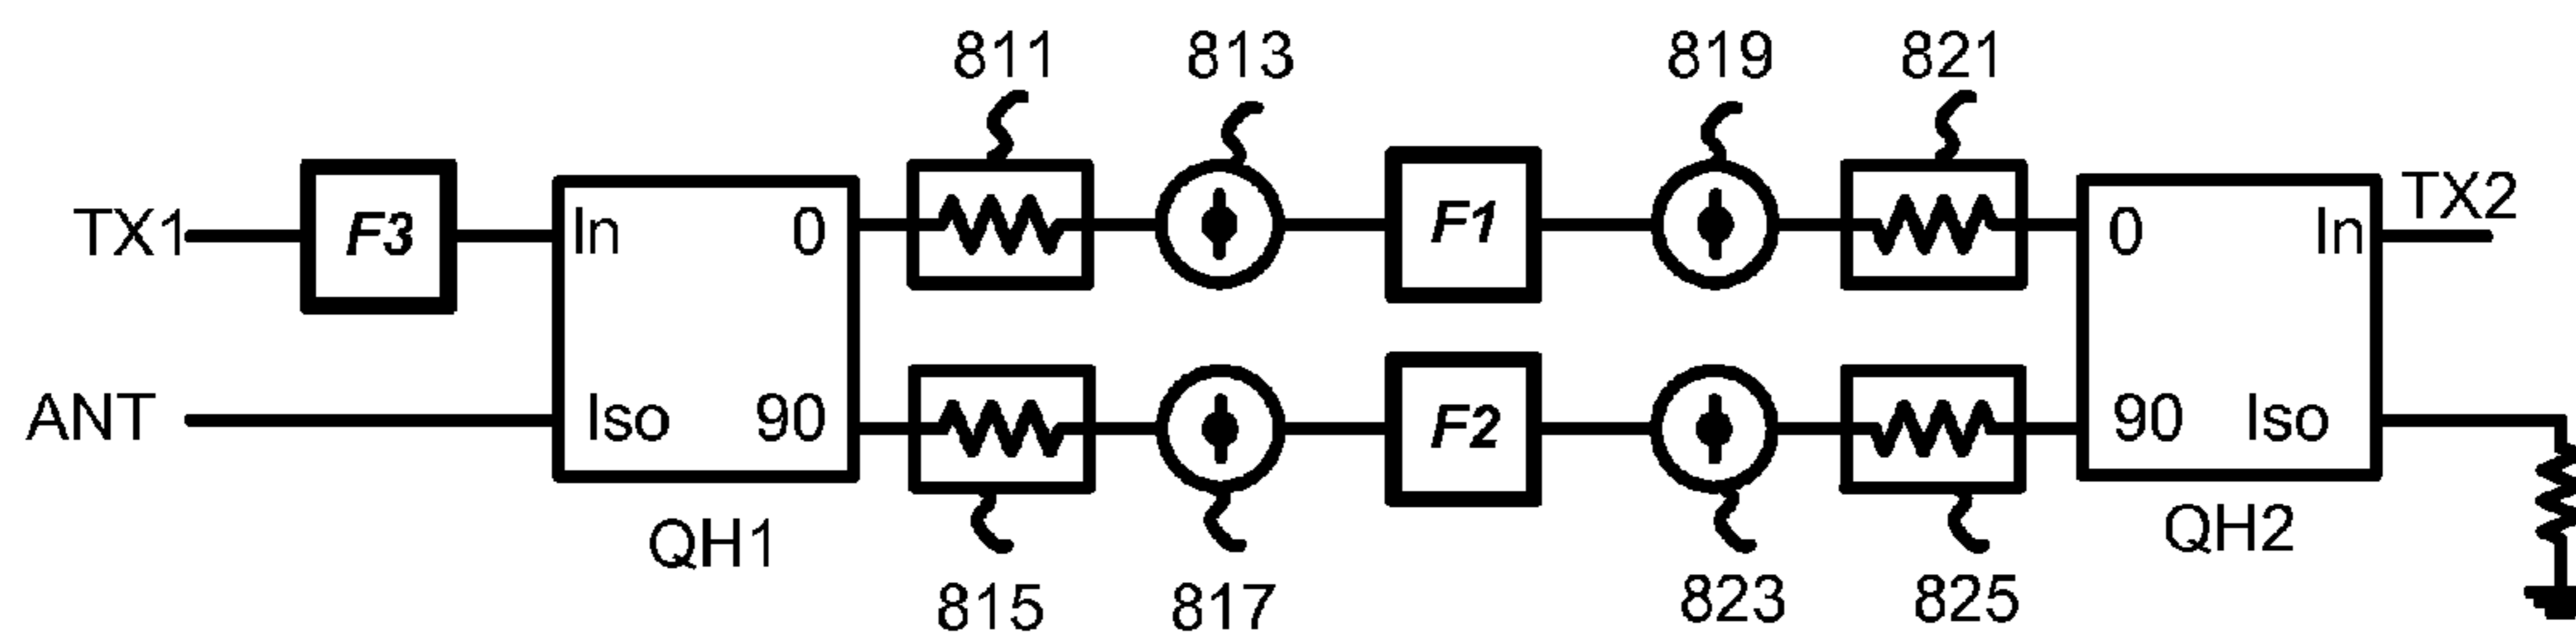 811 813 819 821
TX1 F3 In 0 F1 0 In TX2
ANT Iso 90 F2 90 Iso
QH1 QH2
815 817 823 825